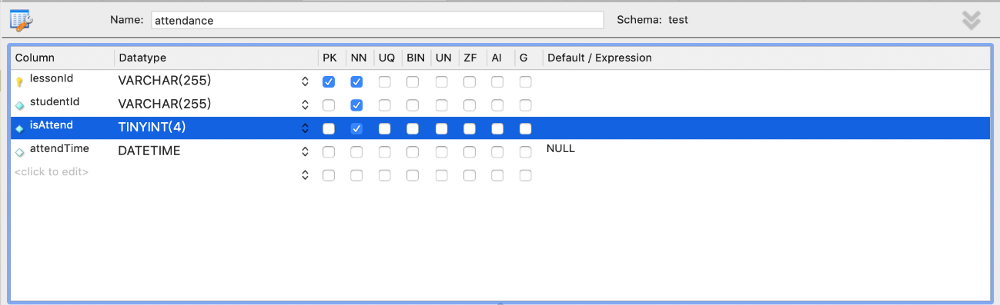 Name: attendance Schema: test
Column Datatype PK NN UQ BIN UN ZF AI G Default / Expression
lessonId VARCHAR(255)
studentId VARCHAR(255)
isAttend TINYINT(4)
attendTime DATETIME NULL
<click to edit>